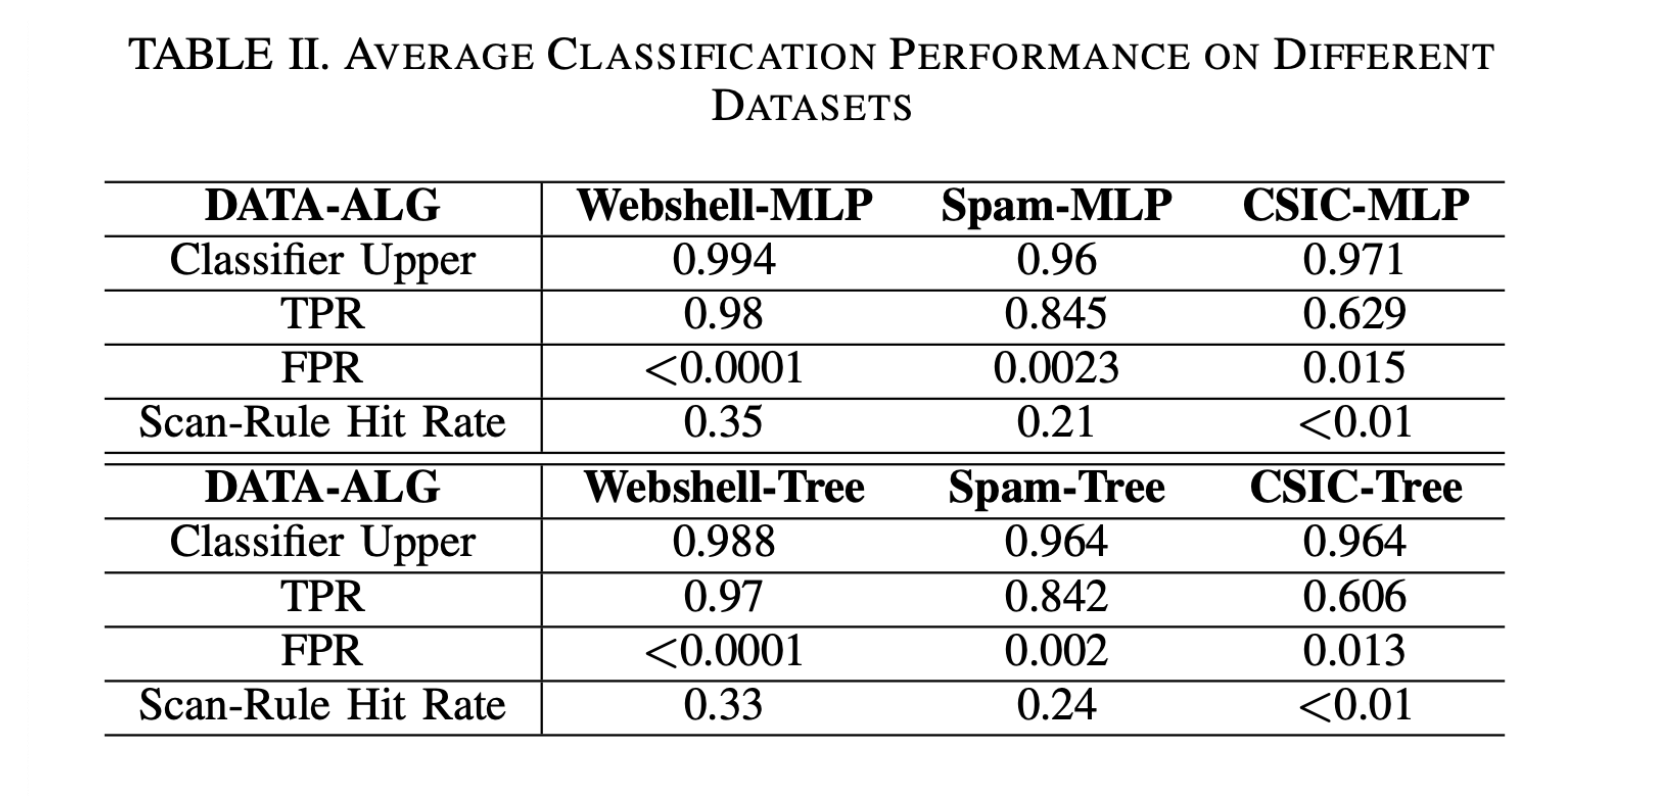 TABLE II. AVERAGE CLASSIFICATION PERFORMANCE ON DIFFERENT
DATASETS
DATA-ALG Webshell-MLP Spam-MLP CSIC-MLP
Classifier Upper 0.994 0.96 0.971
TPR 0.98 0.845 0.629
FPR <0.0001 0.0023 0.015
Scan-Rule Hit Rate 0.35 0.21 <0.01
DATA-ALG Webshell-Tree Spam-Tree CSIC-Tree
Classifier Upper 0.988 0.964 0.964
TPR 0.97 0.842 0.606
FPR <0.0001 0.002 0.013
Scan-Rule Hit Rate 0.33 0.24 <0.01